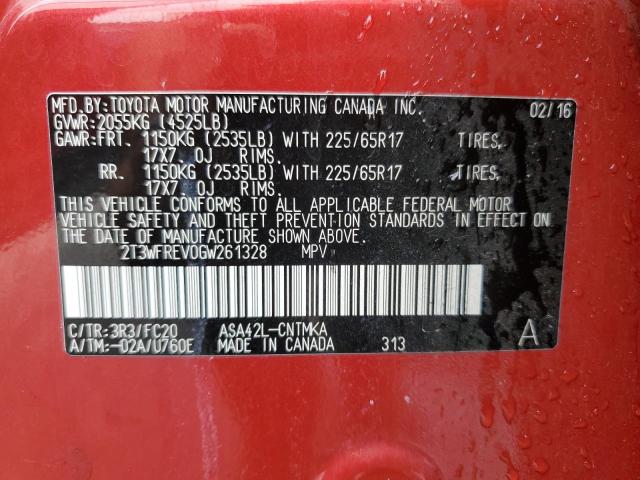 MFD.BY:TOYOTA MOTOR MANUFACTURING CANADA INC. 02/16
GVWR:2055KG (4525LB)
GAWR:FRT. 1150KG (2535LB) WITH 225/65R17 TIRES,
17X7.0J RIMS.
RR. 1150KG (2535LB) WITH 225/65R17 TIRES,
17X7.0J RIMS.
THIS VEHICLE CONFORMS TO ALL APPLICABLE FEDERAL MOTOR
VEHICLE SAFETY AND THEFT PREVENTION STANDARDS IN EFFECT ON
THE DATE OF MANUFACTURE SHOWN ABOVE.
2T3WFREV0GW261328 MPV
C/TR:3R3/FC20 ASA42L-CNTMKA
A/TM:-02A/U760E MADE IN CANADA 313 A